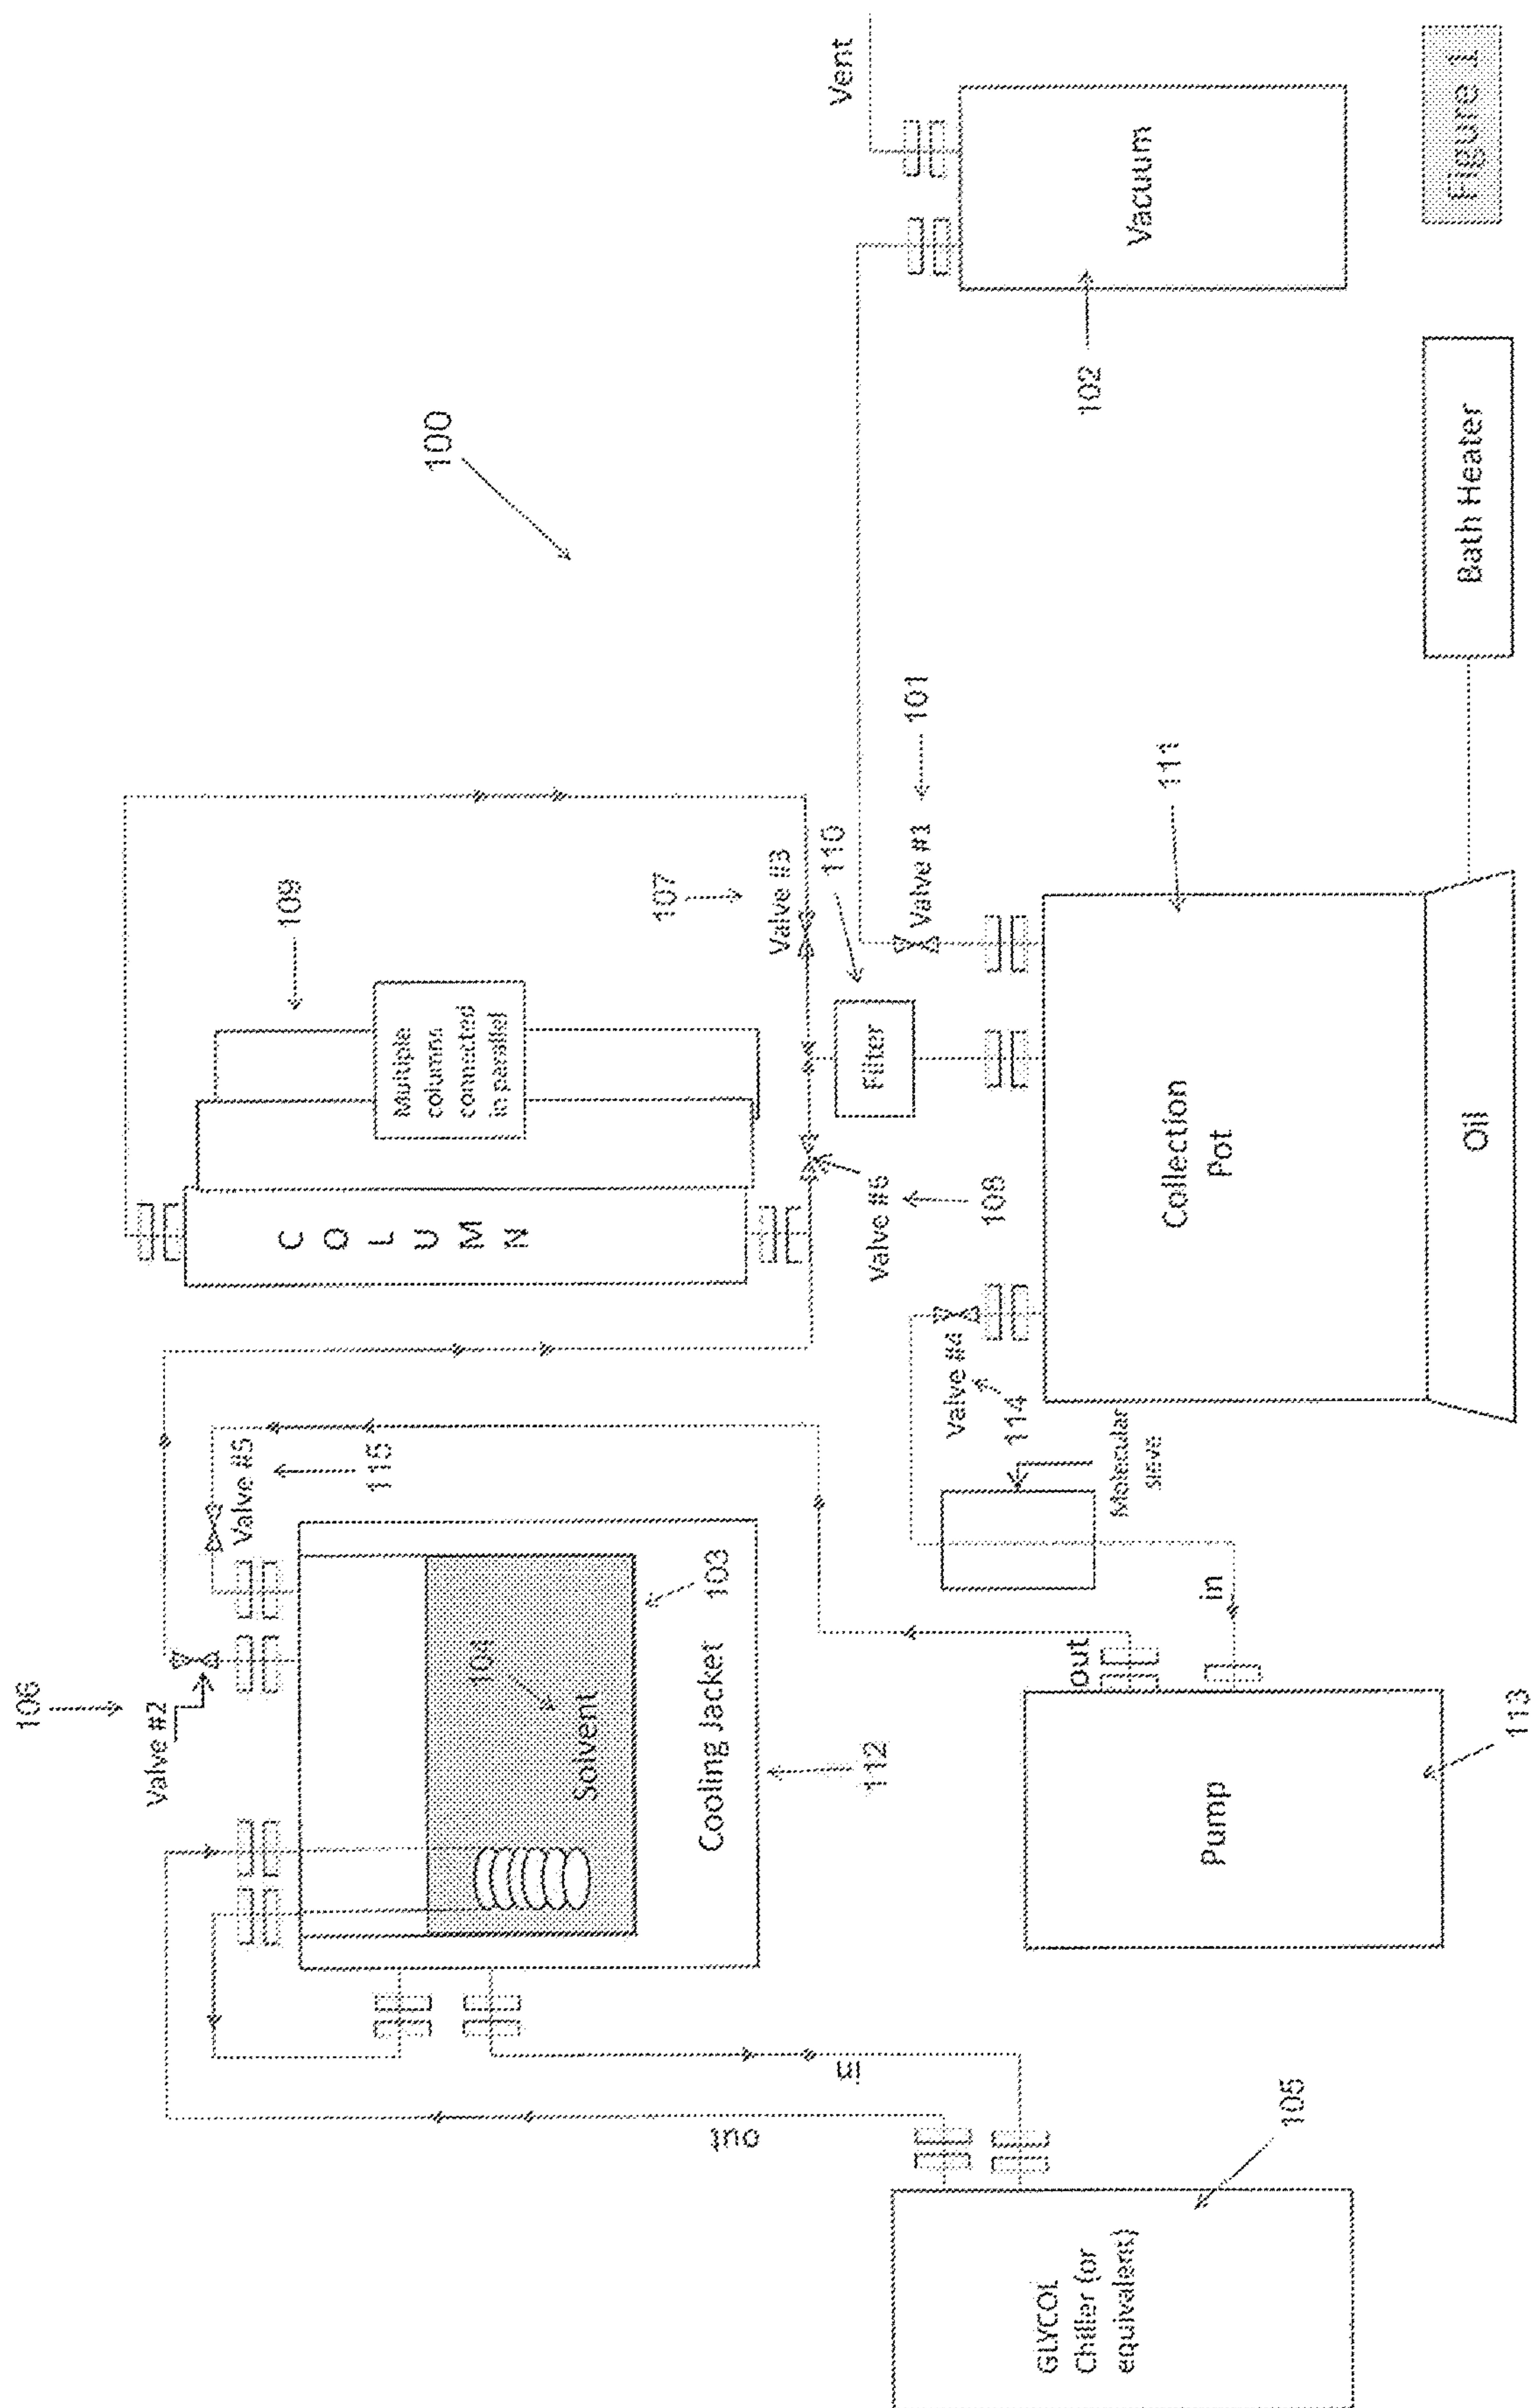 106
Valve #2
Valve #5
115
104
Solvent
103
Cooling Jacket
112
out
in
GLYCOL
Chiller (or
equivalent)
105
Pump
113
out
in
Molecular
sieve
114
Valve #4
C
O
L
U
M
N
109
Multiple
columns
connected
in parallel
107
Valve #3
Valve #6
108
110
Filter
Valve #1
101
Collection
Pot
111
Oil
Bath Heater
100
102
Vacuum
Vent
Figure 1